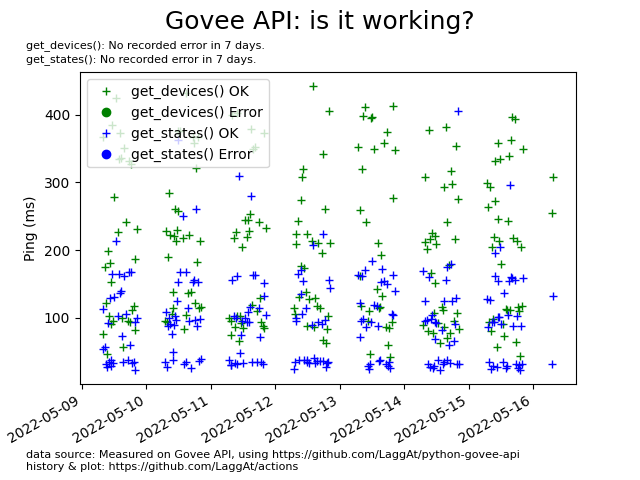 Govee API: is it working?
get_devices(): No recorded error in 7 days.
get_states(): No recorded error in 7 days.
get_devices() OK
get_devices() Error
get_states() OK
get_states() Error
Ping (ms)
400
300
200
100
2022-05-09
2022-05-10
2022-05-11
2022-05-12
2022-05-13
2022-05-14
2022-05-15
2022-05-16
data source: Measured on Govee API, using https://github.com/LaggAt/python-govee-api
history & plot: https://github.com/LaggAt/actions